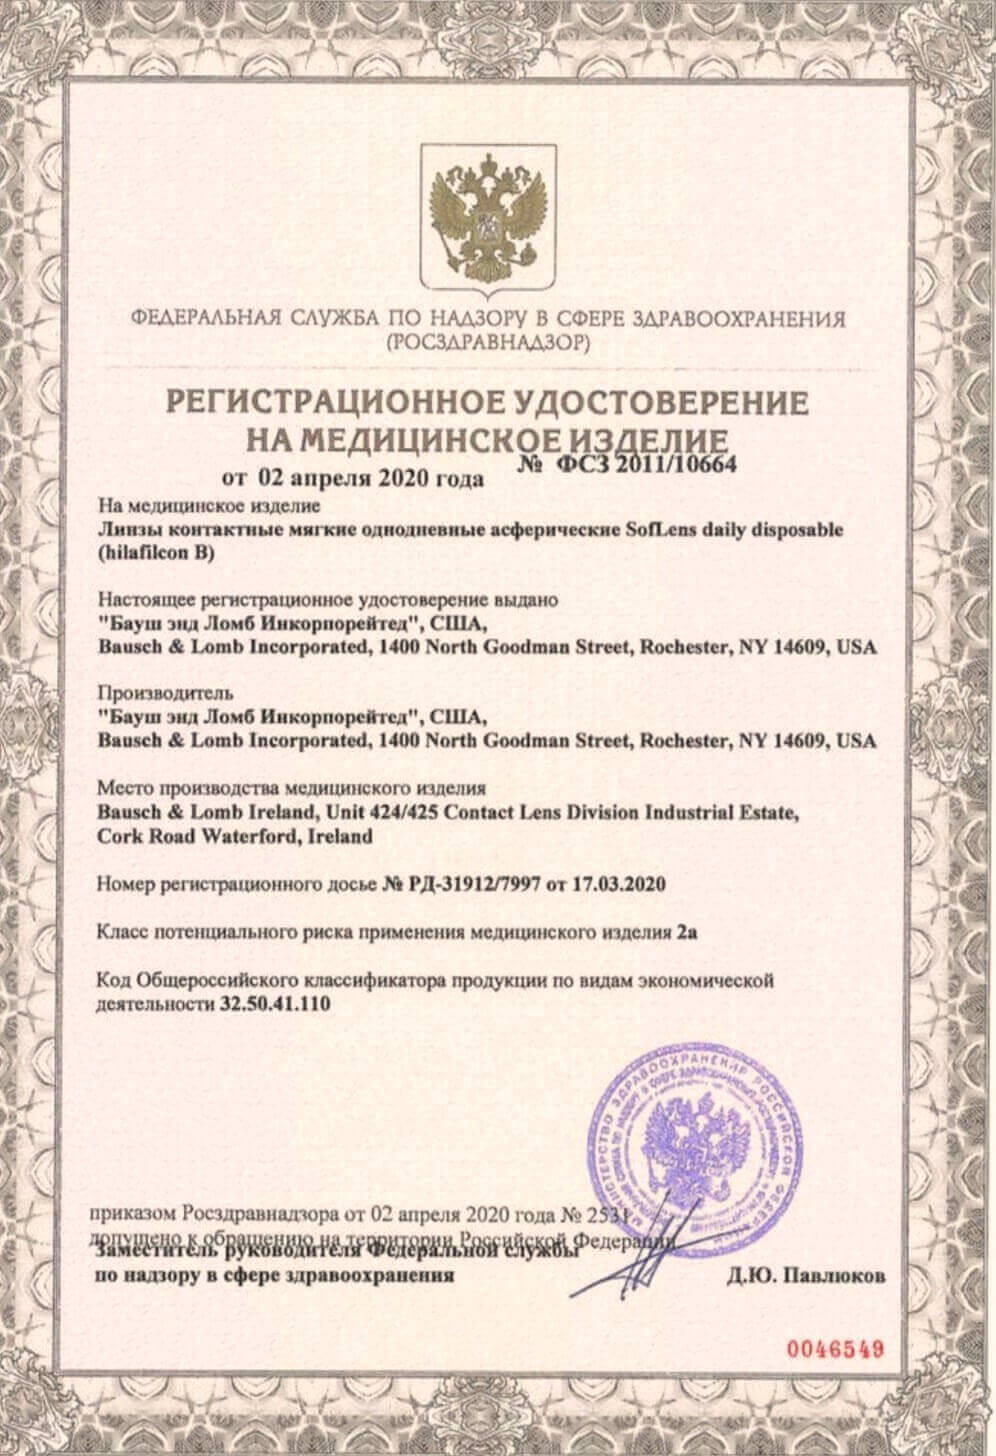 ФЕДЕРАЛЬНАЯ СЛУЖБА ПО НАДЗОРУ В СФЕРЕ ЗДРАВООХРАНЕНИЯ
(РОСЗДРАВНАДЗОР)
РЕГИСТРАЦИОННОЕ УДОСТОВЕРЕНИЕ
НА МЕДИЦИНСКОЕ ИЗДЕЛИЕ
от 02 апреля 2020 года № ФСЗ 2011/10664
На медицинское изделие
Линзы контактные мягкие однодневные асферические SofLens daily disposable
(hilafilcon B)
Настоящее регистрационное удостоверение выдано
"Бауш энд Ломб Инкорпорейтед", США,
Bausch & Lomb Incorporated, 1400 North Goodman Street, Rochester, NY 14609, USA
Производитель
"Бауш энд Ломб Инкорпорейтед", США,
Bausch & Lomb Incorporated, 1400 North Goodman Street, Rochester, NY 14609, USA
Место производства медицинского изделия
Bausch & Lomb Ireland, Unit 424/425 Contact Lens Division Industrial Estate,
Cork Road Waterford, Ireland
Номер регистрационного досье № РД-31912/7997 от 17.03.2020
Класс потенциального риска применения медицинского изделия 2а
Код Общероссийского классификатора продукции по видам экономической
деятельности 32.50.41.110
МИНИСТЕРСТВО ЗДРАВООХРАНЕНИЯ РОССИЙСКОЙ ФЕДЕРАЦИИ
приказом Росздравнадзора от 02 апреля 2020 года № 2531
допущено к обращению на территории Российской Федерации.
Заместитель руководителя Федеральной службы
по надзору в сфере здравоохранения
Д.Ю. Павлюков
0046549